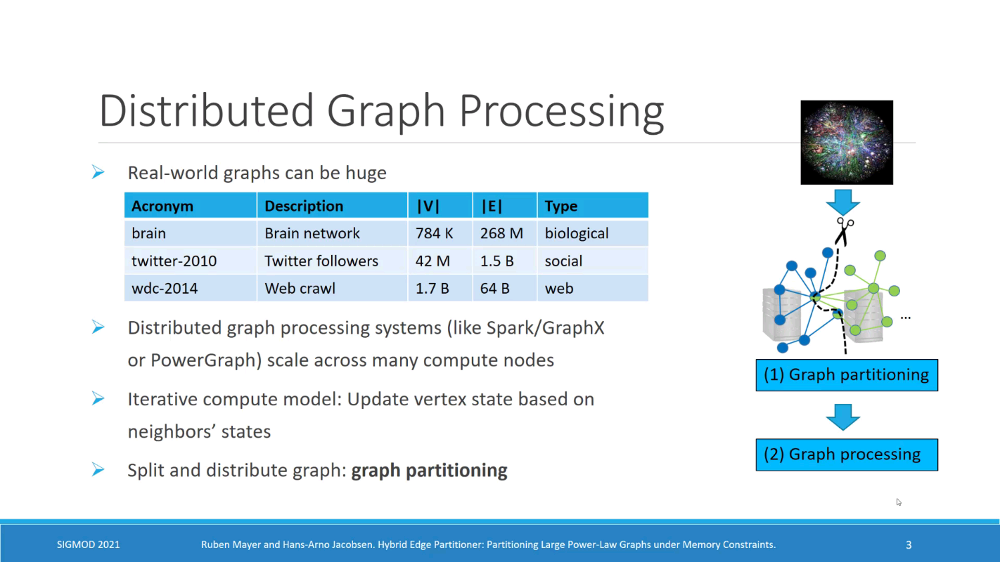 Distributed Graph Processing
Real-world graphs can be huge
Acronym Description |V| |E| Type
brain Brain network 784 K 268 M biological
twitter-2010 Twitter followers 42 M 1.5 B social
wdc-2014 Web crawl 1.7 B 64 B web
Distributed graph processing systems (like Spark/GraphX
or PowerGraph) scale across many compute nodes
Iterative compute model: Update vertex state based on
neighbors’ states
Split and distribute graph: graph partitioning
...
(1) Graph partitioning
(2) Graph processing
SIGMOD 2021
Ruben Mayer and Hans-Arno Jacobsen. Hybrid Edge Partitioner: Partitioning Large Power-Law Graphs under Memory Constraints.
3